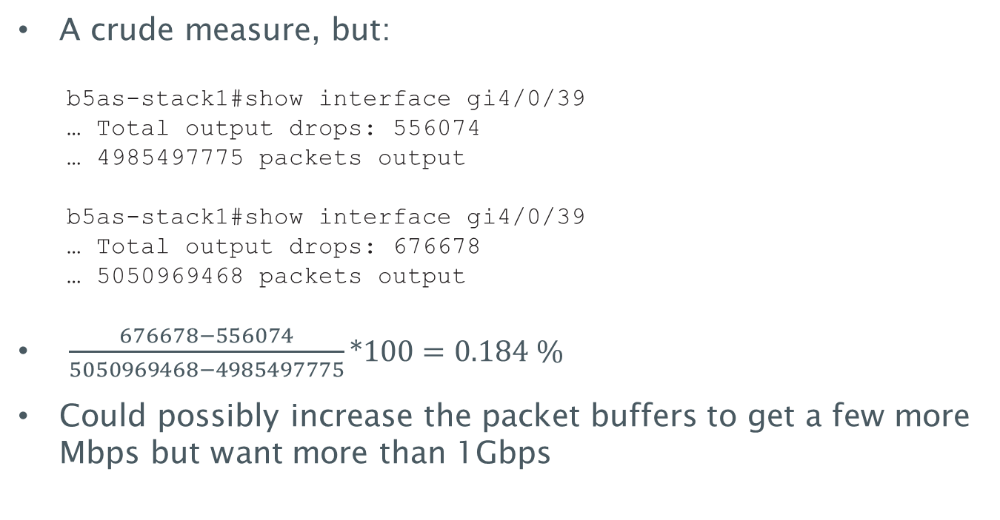 • A crude measure, but:
b5as-stack1#show interface gi4/0/39
… Total output drops: 556074
… 4985497775 packets output
b5as-stack1#show interface gi4/0/39
… Total output drops: 676678
… 5050969468 packets output
• 676678−556074
5050969468−4985497775 *100 = 0.184 %
• Could possibly increase the packet buffers to get a few more
Mbps but want more than 1Gbps